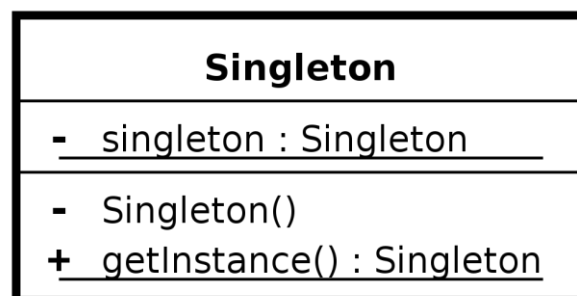 Singleton
- singleton : Singleton
- Singleton()
+ getInstance() : Singleton